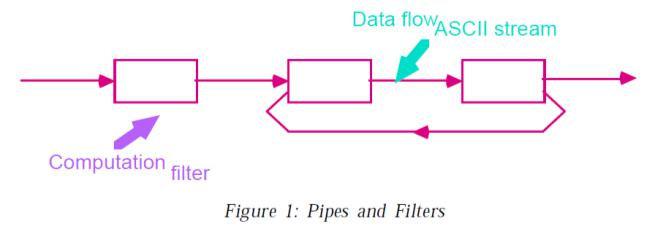 Data flow
ASCII stream
Computation filter
Figure 1: Pipes and Filters